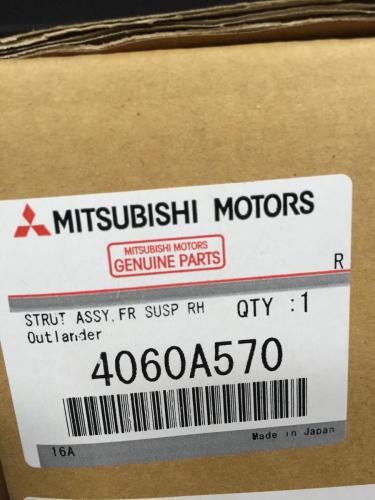 MITSUBISHI MOTORS
MITSUBISHI MOTORS
GENUINE PARTS
R
STRUT ASSY,FR SUSP RH QTY :1
Outlander
4060A570
16A Made in Japan